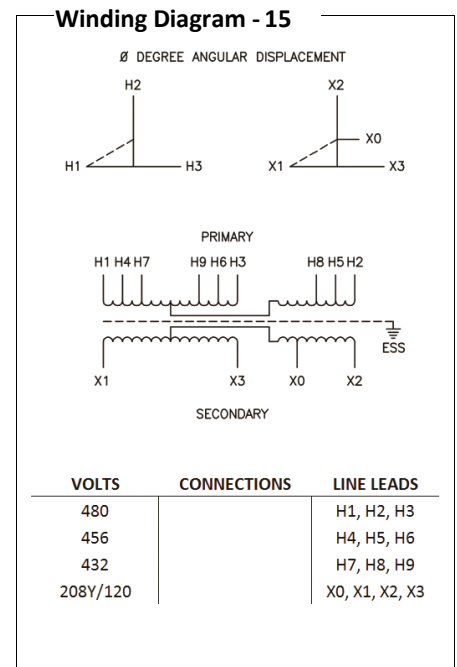 Winding Diagram - 15
Ø DEGREE ANGULAR DISPLACEMENT
H2 X2
X0
H1 H3 X1 X3
PRIMARY
H1 H4 H7 H9 H6 H3 H8 H5 H2
ESS
X1 X3 X0 X2
SECONDARY
VOLTS CONNECTIONS LINE LEADS
480 H1, H2, H3
456 H4, H5, H6
432 H7, H8, H9
208Y/120 X0, X1, X2, X3